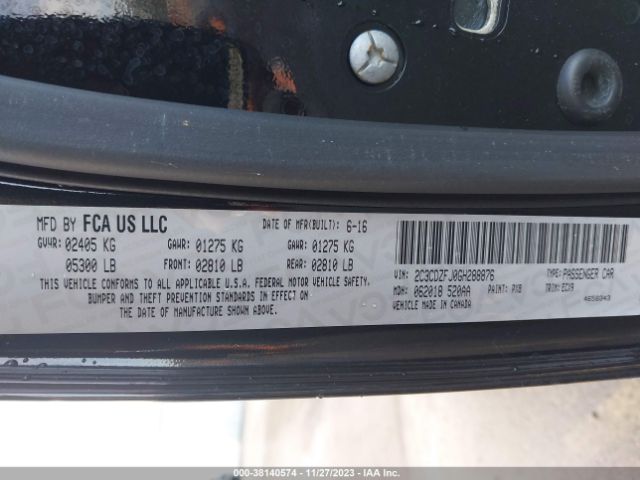 MFD BY FCA US LLC
DATE OF MFR(BUILT): 6-16
GVWR: 02405 KG GAWR: 01275 KG GAWR: 01275 KG
05300 LB FRONT: 02810 LB REAR: 02810 LB
THIS VEHICLE CONFORMS TO ALL APPLICABLE U.S.A. FEDERAL MOTOR VEHICLE SAFETY,
BUMPER AND THEFT PREVENTION STANDARDS IN EFFECT ON
THE DATE OF MANUFACTURE SHOWN ABOVE.
VIN: 2C3CDZFJ0GH288876 TYPE: PASSENGER CAR
MDH: 062018 520AA PAINT: PX8 TRIM: ECX9
VEHICLE MADE IN CANADA 4658043
000 - 38140574 - 11/27/2023 - IAA Inc.